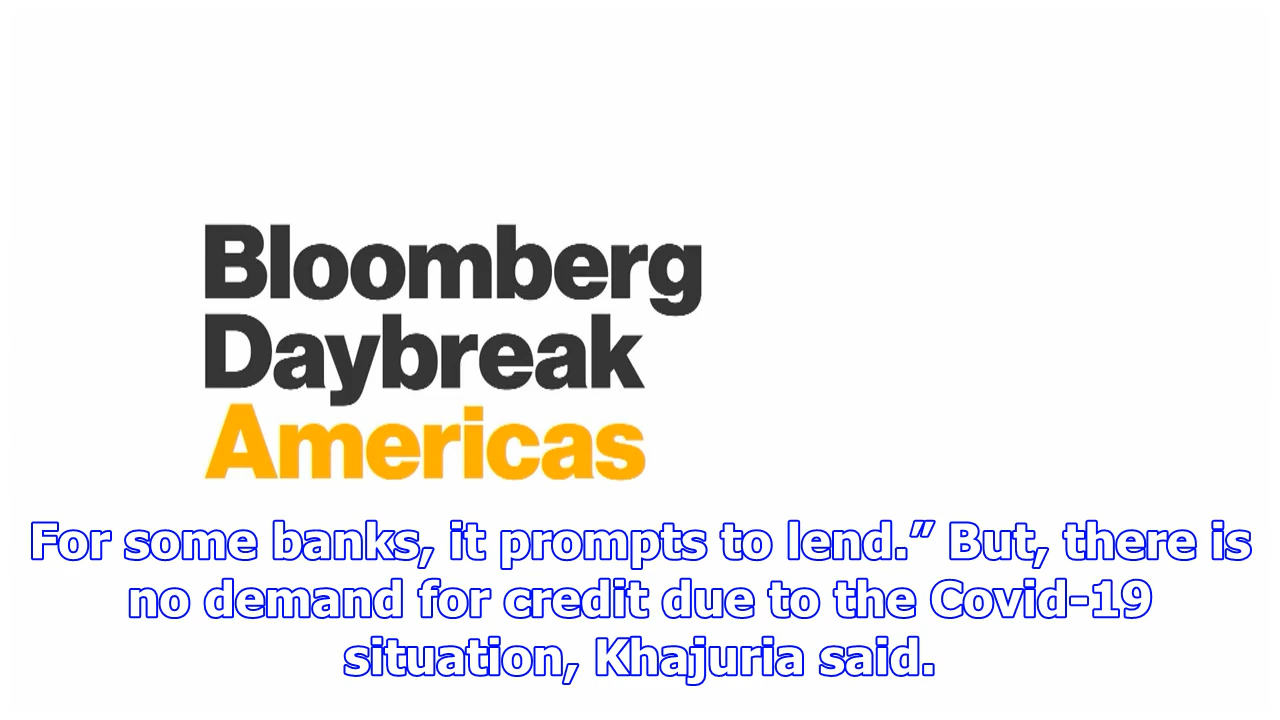 Bloomberg
Daybreak
Americas
For some banks, it prompts to lend.” But, there is
no demand for credit due to the Covid-19
situation, Khajuria said.